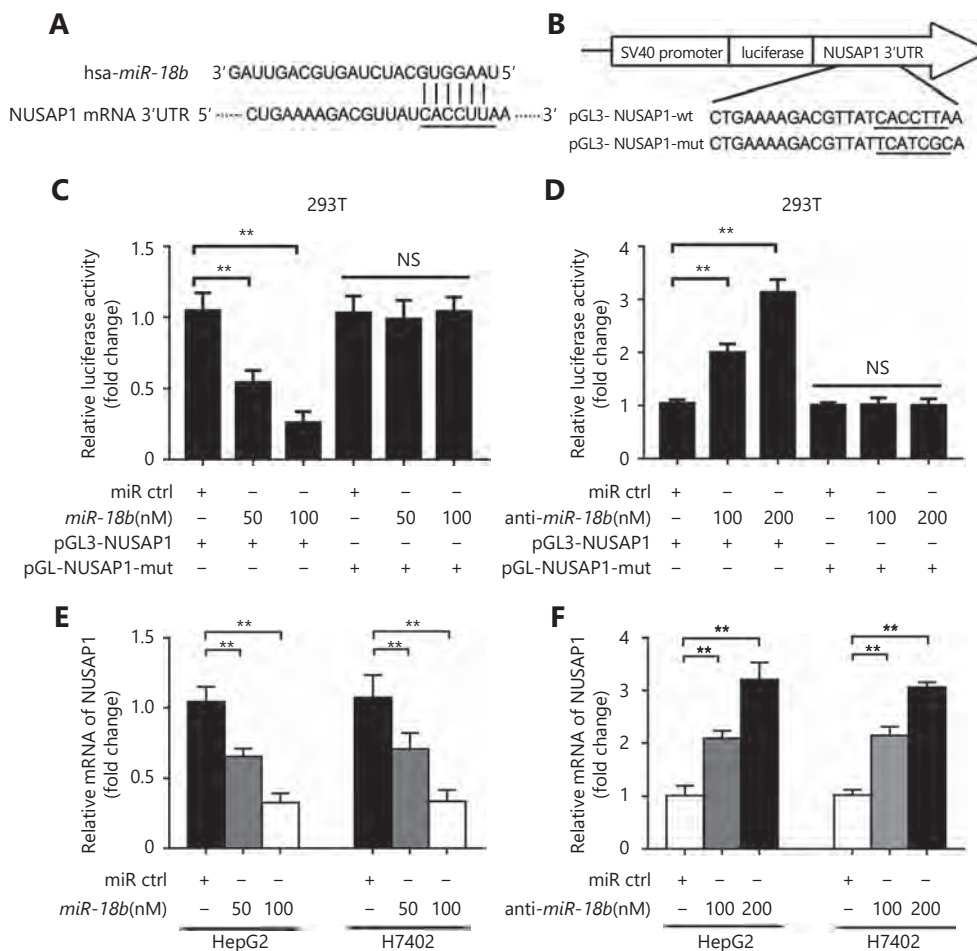 A
hsa-miR-18b 3′GAUUGACGUGAUCUACGUGGAAU5′
NUSAP1 mRNA 3′UTR 5′ ······ CUGAAAAGACGUUAUCACCUUAA ······ 3′
B
SV40 promoter luciferase NUSAP1 3′UTR
pGL3- NUSAP1-wt CTGAAAAGACGTTATCACCTTAA
pGL3- NUSAP1-mut CTGAAAAGACGTTATTCATCGCA
C
293T
Relative luciferase activity
(fold change)
1.5
1.0
0.5
0
**
**
NS
miR ctrl + – – + – –
miR-18b(nM) – 50 100 – 50 100
pGL3-NUSAP1 + + + – – –
pGL-NUSAP1-mut – – – + + +
D
293T
Relative luciferase activity
(fold change)
4
3
2
1
0
**
**
NS
miR ctrl + – – + – –
anti-miR-18b(nM) – 100 200 – 100 200
pGL3-NUSAP1 + + + – – –
pGL-NUSAP1-mut – – – + + +
E
Relative mRNA of NUSAP1
(fold change)
1.5
1.0
0.5
0
**
**
**
**
miR ctrl + – – + – –
miR-18b(nM) – 50 100 – 50 100
HepG2 H7402
F
Relative mRNA of NUSAP1
(fold change)
4
3
2
1
0
**
**
**
**
miR ctrl + – – + – –
anti-miR-18b(nM) – 100 200 – 100 200
HepG2 H7402